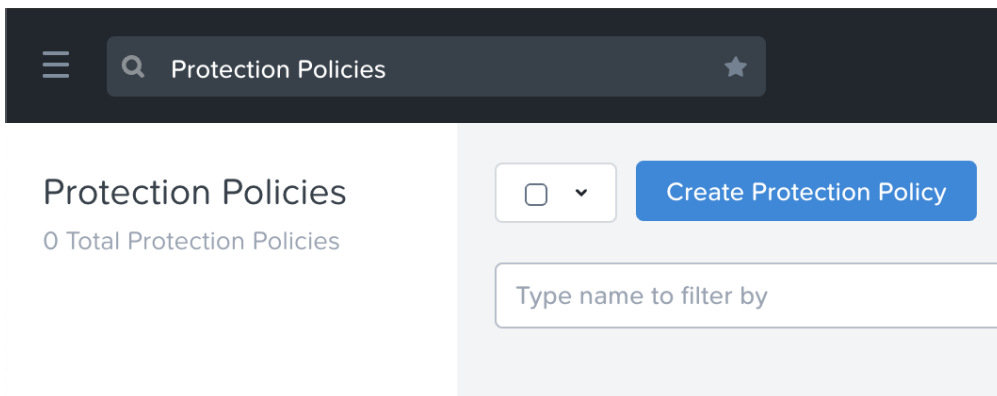 Protection Policies
Protection Policies
0 Total Protection Policies
Create Protection Policy
Type name to filter by